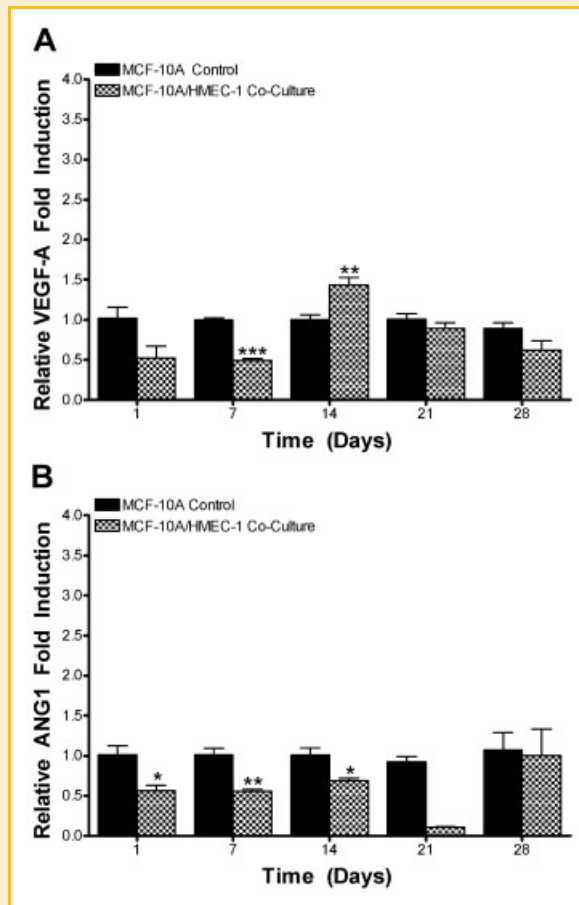 A
MCF-10A Control
MCF-10A/HMEC-1 Co-Culture
Relative VEGF-A Fold Induction
4.0
3.5
3.0
2.5
2.0
1.5
1.0
0.5
0.0
***
**
1 7 14 21 28
Time (Days)
B
MCF-10A Control
MCF-10A/HMEC-1 Co-Culture
Relative ANG1 Fold Induction
4.0
3.5
3.0
2.5
2.0
1.5
1.0
0.5
0.0
* ** *
1 7 14 21 28
Time (Days)